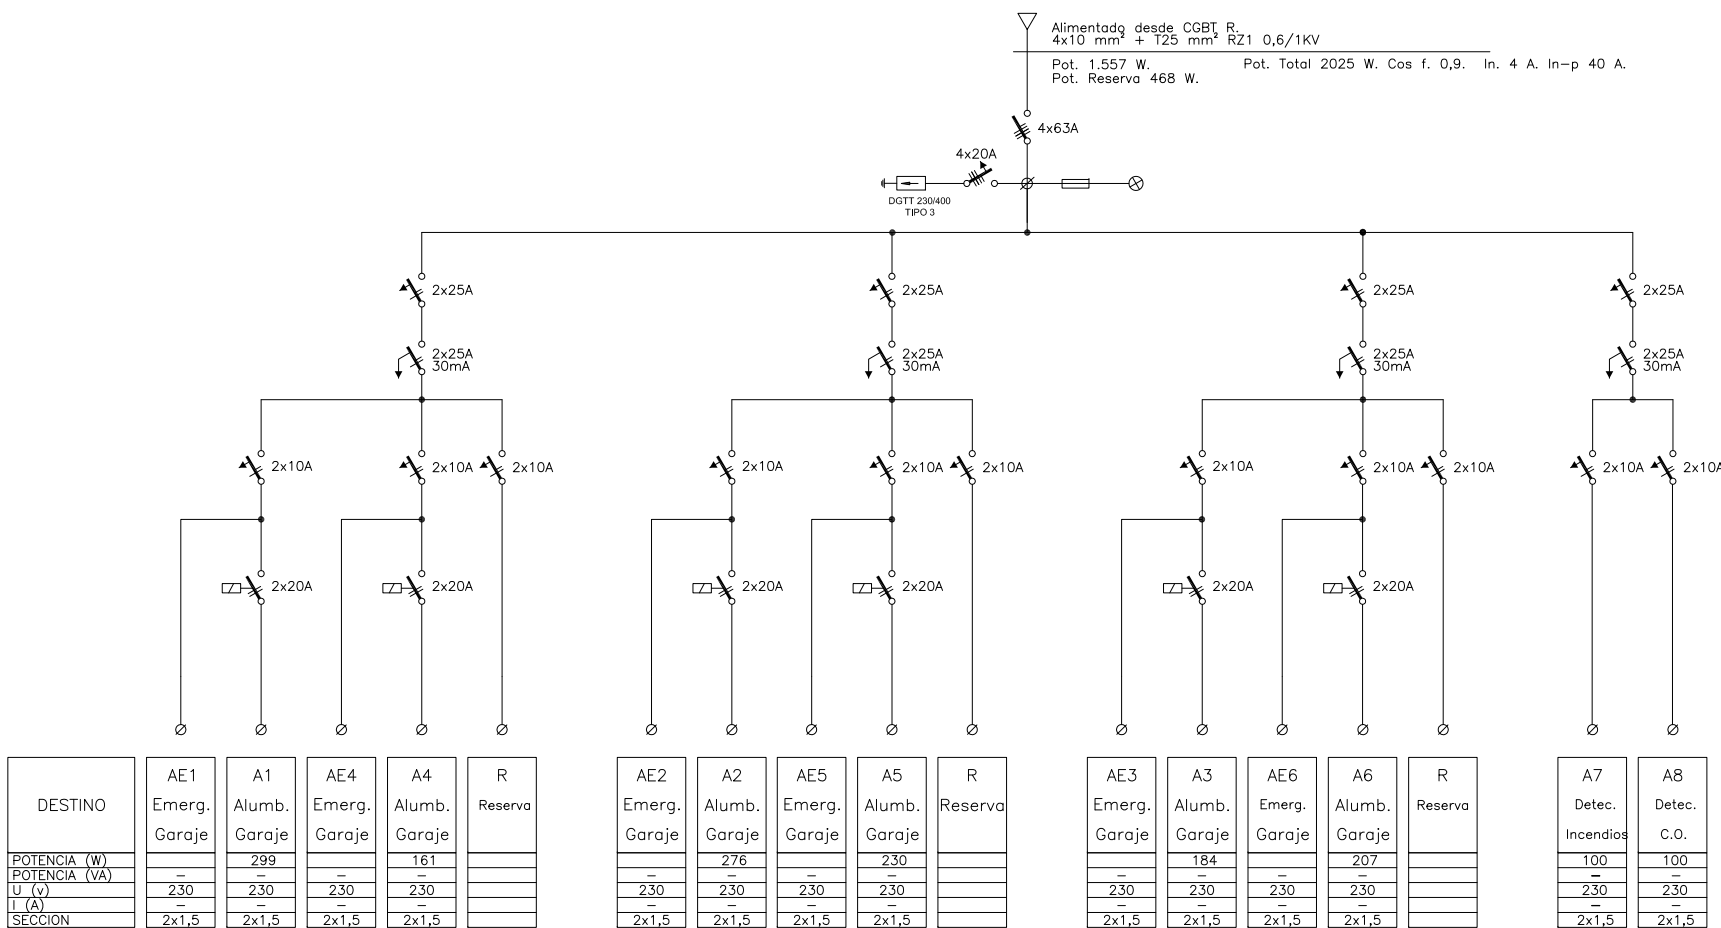 Alimentado desde CGBT R.
4x10 mm² + T25 mm² RZ1 0,6/1KV
Pot. 1.557 W. Pot. Total 2025 W. Cos f. 0,9. In. 4 A. In-p 40 A.
Pot. Reserva 468 W.
4x63A
4x20A
DGTT 230/400
TIPO 3
2x25A 2x25A 2x25A 2x25A
2x25A 2x25A 2x25A 2x25A
30mA 30mA 30mA 30mA
2x10A 2x10A 2x10A 2x10A 2x10A 2x10A 2x10A 2x10A 2x10A 2x10A 2x10A
2x20A 2x20A 2x20A 2x20A 2x20A 2x20A
AE1 A1 AE4 A4 R AE2 A2 AE5 A5 R AE3 A3 AE6 A6 R A7 A8
DESTINO Emerg. Alumb. Emerg. Alumb. Reserva Emerg. Alumb. Emerg. Alumb. Reserva Emerg. Alumb. Emerg. Alumb. Reserva Detec. Detec.
Garaje Garaje Garaje Garaje Garaje Garaje Garaje Garaje Garaje Garaje Garaje Garaje Incendios C.O.
POTENCIA (W) 299 161 276 230 184 207 100 100
POTENCIA (VA) – – – – – – – – – – – – – –
U (v) 230 230 230 230 230 230 230 230 230 230 230 230 230 230
I (A) – – – – – – – – – – – – – –
SECCION 2x1,5 2x1,5 2x1,5 2x1,5 2x1,5 2x1,5 2x1,5 2x1,5 2x1,5 2x1,5 2x1,5 2x1,5 2x1,5 2x1,5